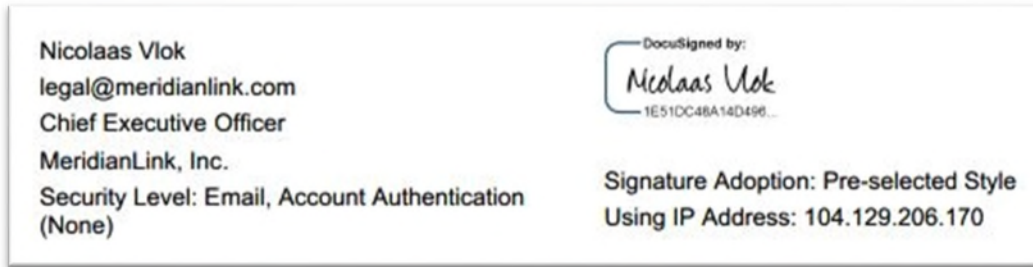 Nicolaas Vlok
legal@meridianlink.com
Chief Executive Officer
MeridianLink, Inc.
Security Level: Email, Account Authentication
(None)
DocuSigned by:
Nicolaas Vlok
1E51DC48A14D496...
Signature Adoption: Pre-selected Style
Using IP Address: 104.129.206.170